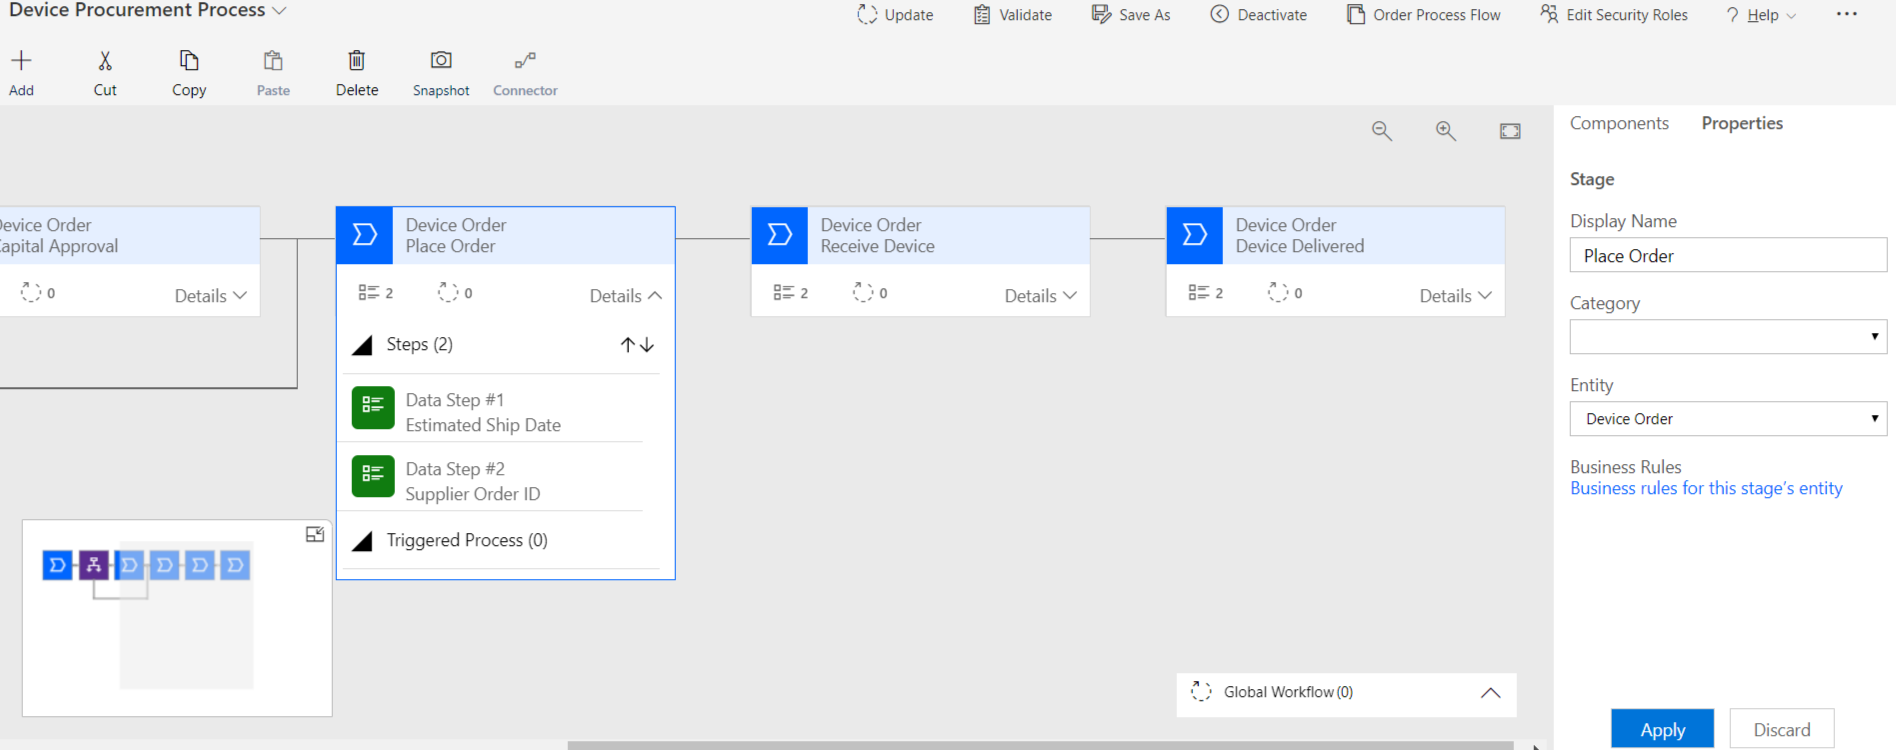 Device Procurement Process
Update
Validate
Save As
Deactivate
Order Process Flow
Edit Security Roles
? Help
...
Add
Cut
Copy
Paste
Delete
Snapshot
Connector
Components
Properties
Device Order
Capital Approval
0
Details
Device Order
Place Order
2
0
Details
Steps (2)
Data Step #1
Estimated Ship Date
Data Step #2
Supplier Order ID
Triggered Process (0)
Device Order
Receive Device
2
0
Details
Device Order
Device Delivered
2
0
Details
Global Workflow (0)
Stage
Display Name
Place Order
Category
Entity
Device Order
Business Rules
Business rules for this stage's entity
Apply
Discard